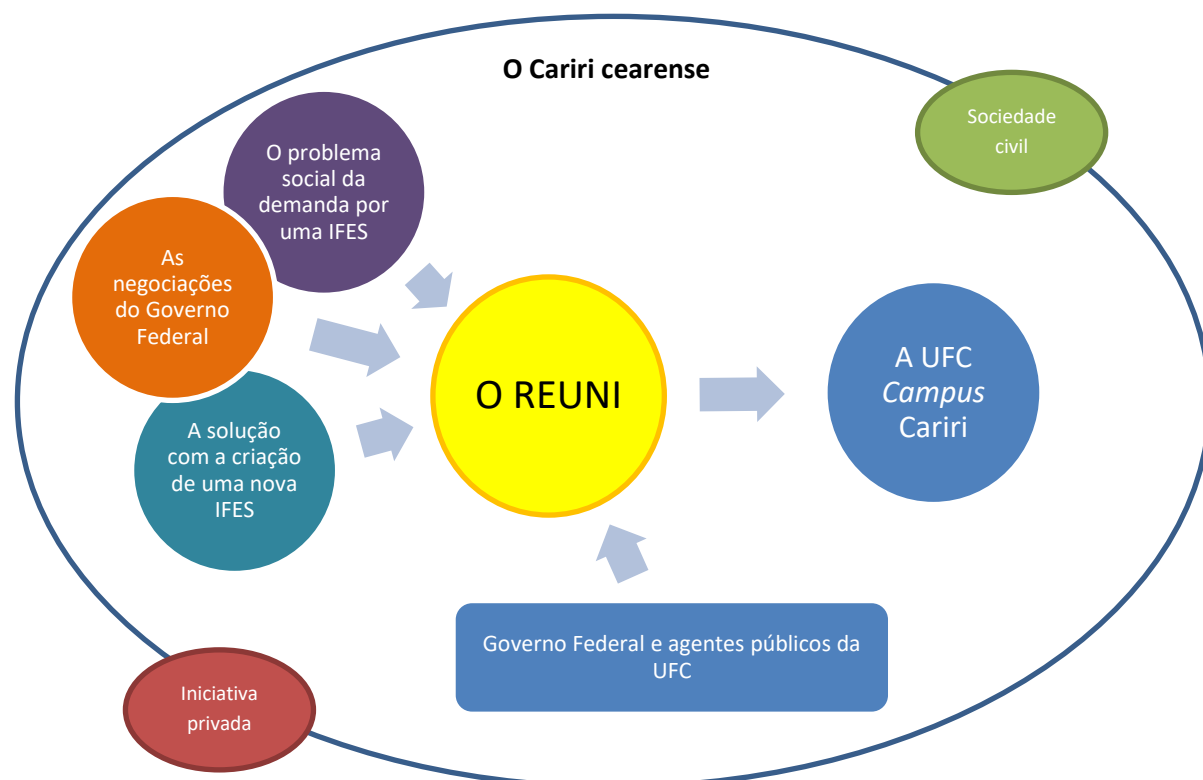 O Cariri cearense
Sociedade
civil
O problema
social da
demanda por
uma IFES
As
negociações
do Governo
Federal
O REUNI
A UFC
Campus
Cariri
A solução
com a criação
de uma nova
IFES
Governo Federal e agentes públicos da
UFC
Iniciativa
privada